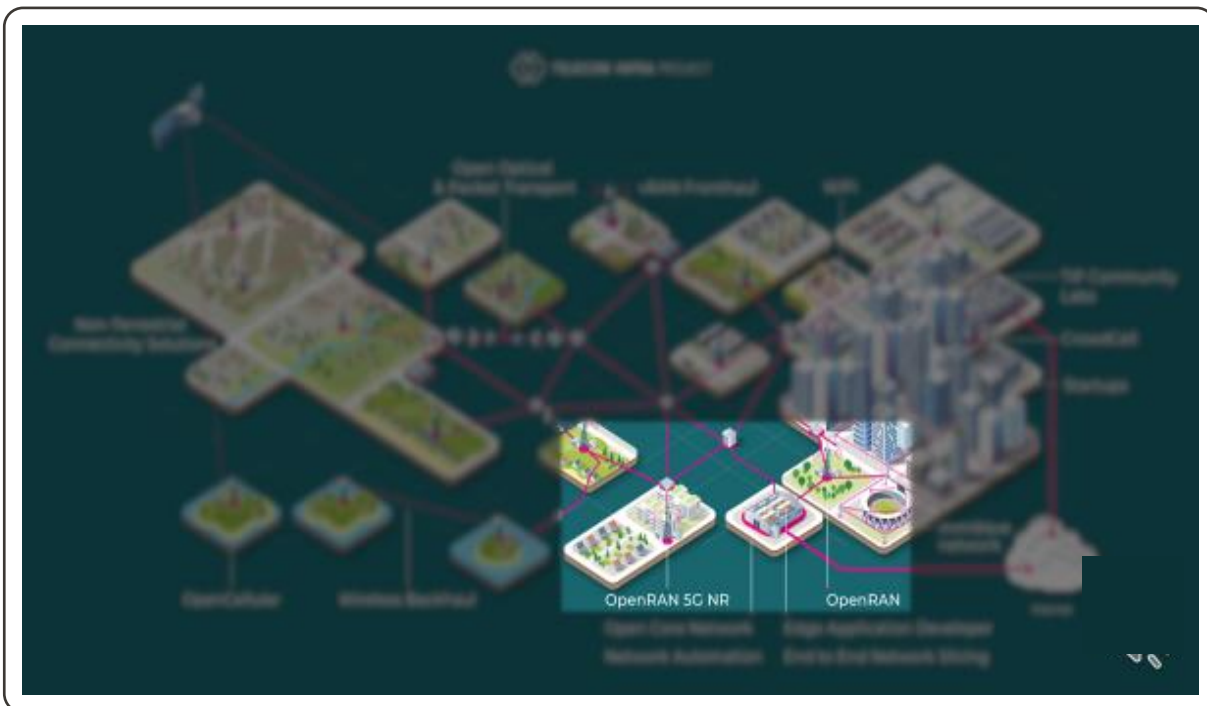 TELECOM INFRA PROJECT
Open Optical
& Packet Transport
vRAN Fronthaul
WiFi
TIP Community
Labs
Non-Terrestrial
Connectivity Solutions
CrowdCell
Startups
Network
OpenRAN 5G NR
OpenRAN
OpenCellular
Wireless Backhaul
Open Core Network
Edge Application Developer
Network Automation
End to End Network Slicing